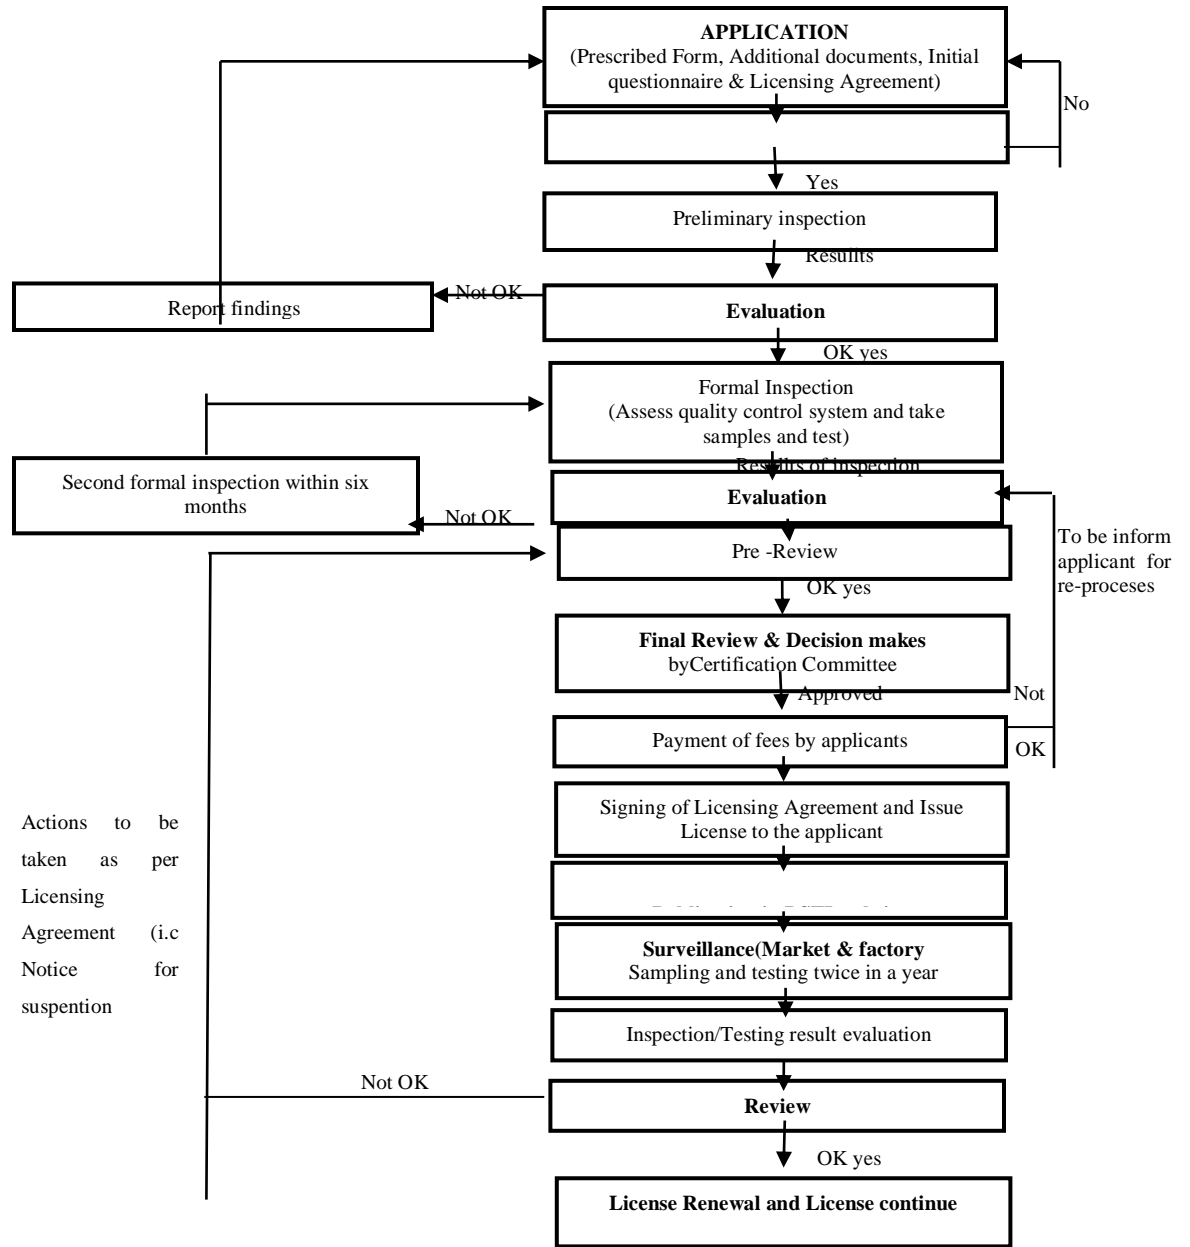 APPLICATION
(Prescribed Form, Additional documents, Initial
questionnaire & Licensing Agreement)
No
Yes
Preliminary inspection
Resullts
Not OK
Report findings
Evaluation
OK yes
Formal Inspection
(Assess quality control system and take
samples and test)
Results of inspection
Second formal inspection within six
months
Evaluation
Not OK
To be inform
applicant for
re-proceses
Pre -Review
OK yes
Final Review & Decision makes
byCertification Committee
Approved
Not
Payment of fees by applicants
OK
Signing of Licensing Agreement and Issue
License to the applicant
Actions to be
taken as per
Licensing
Agreement (i.c
Notice for
suspention
Surveillance(Market & factory
Sampling and testing twice in a year
Inspection/Testing result evaluation
Not OK
Review
OK yes
License Renewal and License continue